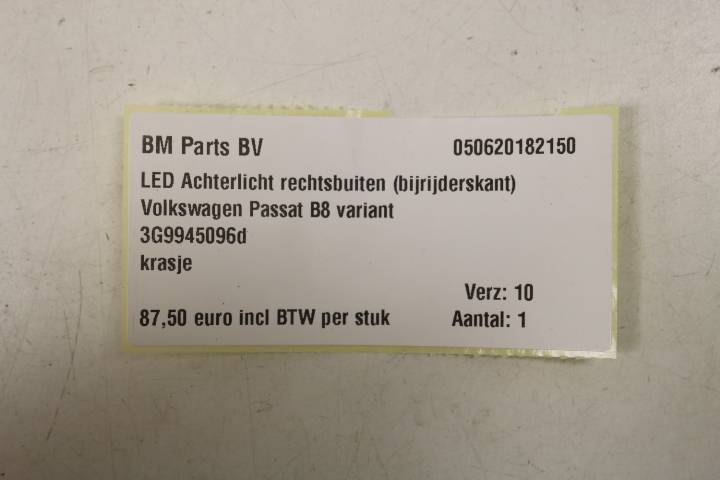 BM Parts BV 050620182150
LED Achterlicht rechtsbuiten (bijrijderskant)
Volkswagen Passat B8 variant
3G9945096d
krasje
Verz: 10
87,50 euro incl BTW per stuk Aantal: 1